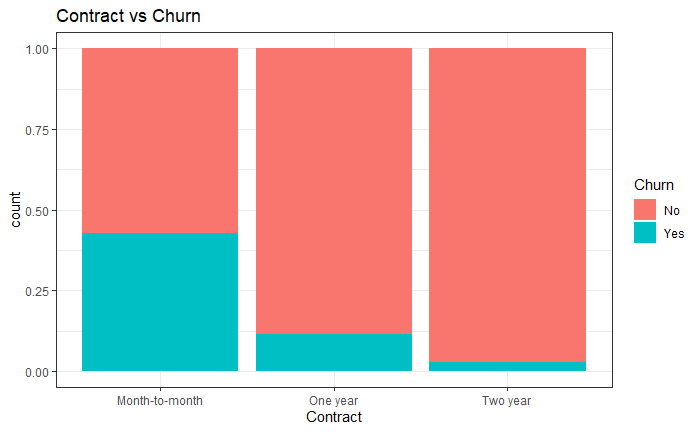 Contract vs Churn
1.00
0.75
0.50
0.25
0.00
count
Month-to-month
One year
Two year
Contract
Churn
No
Yes